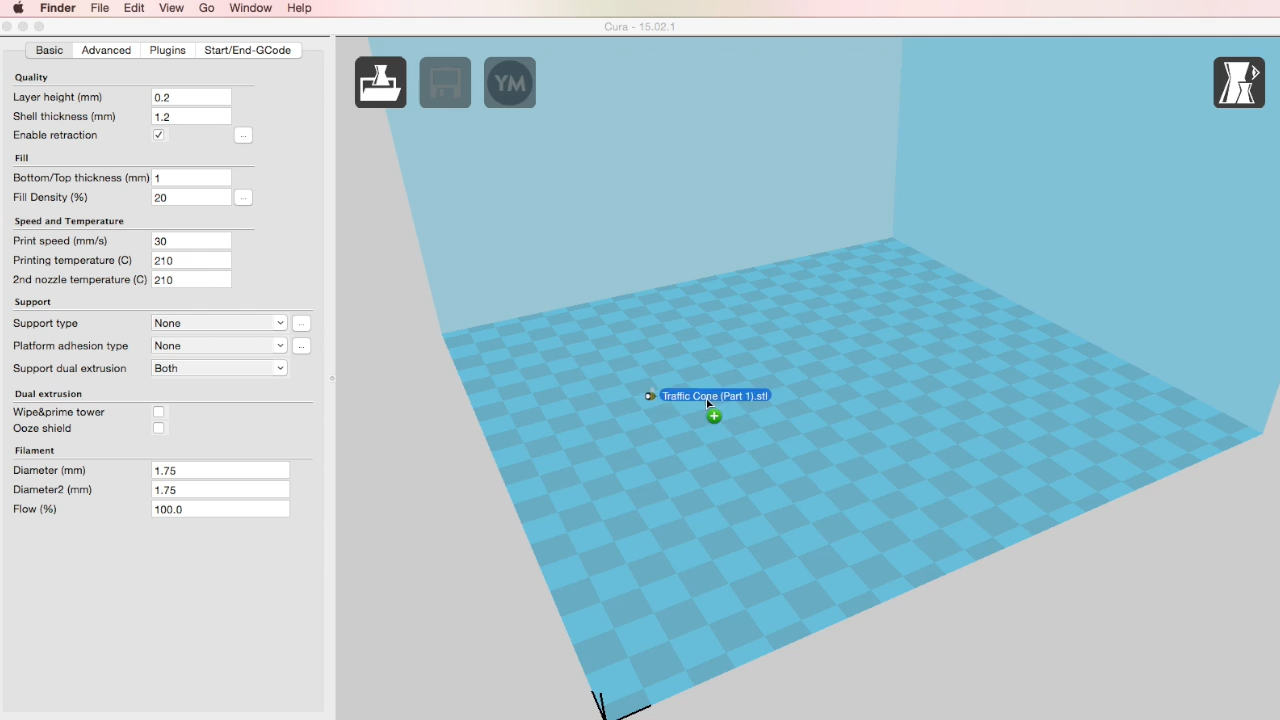 Finder File Edit View Go Window Help
Cura - 15.02.1
Basic Advanced Plugins Start/End-GCode
Quality
Layer height (mm) 0.2
Shell thickness (mm) 1.2
Enable retraction ...
Fill
Bottom/Top thickness (mm) 1
Fill Density (%) 20 ...
Speed and Temperature
Print speed (mm/s) 30
Printing temperature (C) 210
2nd nozzle temperature (C) 210
Support
Support type None ...
Platform adhesion type None ...
Support dual extrusion Both
Dual extrusion
Wipe&prime tower
Ooze shield
Filament
Diameter (mm) 1.75
Diameter2 (mm) 1.75
Flow (%) 100.0
YM
Traffic Cone (Part 1).stl